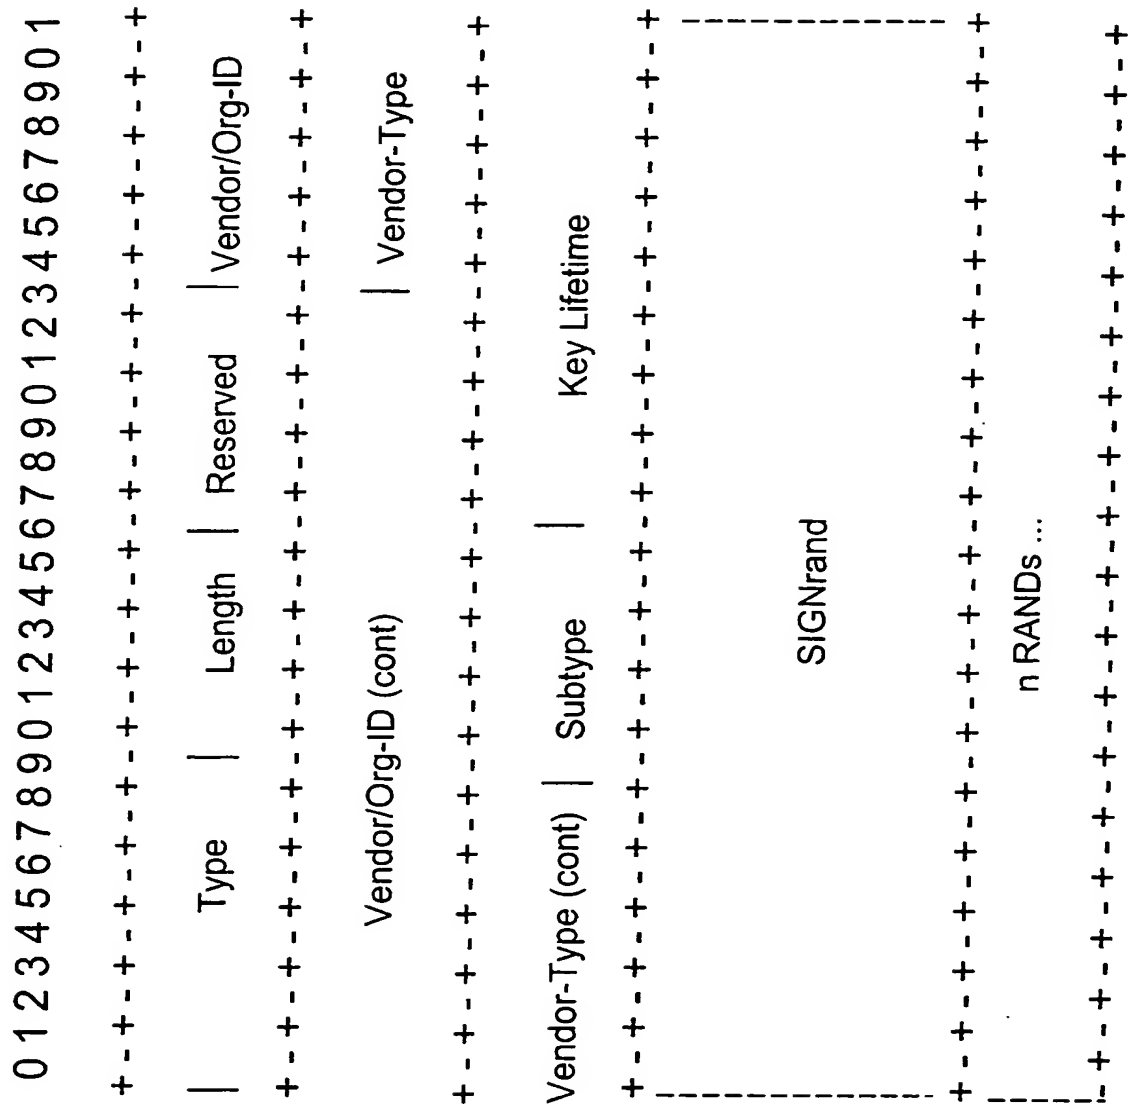 0 1 2 3 4 5 6 7 8 9 0 1 2 3 4 5 6 7 8 9 0 1 2 3 4 5 6 7 8 9 0 1
+-+-+-+-+-+-+-+-+-+-+-+-+-+-+-+-+-+-+-+
| Type | Length | Reserved | Vendor/Org-ID
+-+-+-+-+-+-+-+-+-+-+-+-+-+-+-+-+-+-+-+
Vendor/Org-ID (cont) | Vendor-Type
+-+-+-+-+-+-+-+-+-+-+-+-+-+-+-+-+-+-+-+
Vendor-Type (cont) | Subtype | Key Lifetime
+-+-+-+-+-+-+-+-+-+-+-+-+-+-+-+-+-+-+-+
SIGNrand
+-+-+-+-+-+-+-+-+-+-+-+-+-+-+-+-+-+-+-+
n RANDs ...
+-+-+-+-+-+-+-+-+-+-+-+-+-+-+-+-+-+-+-+